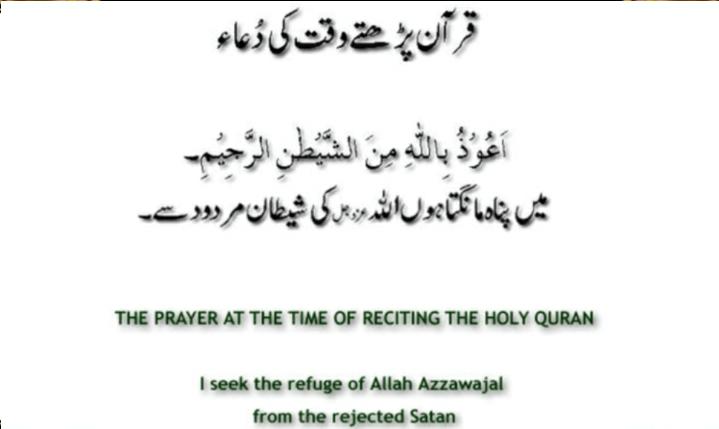 قرآن پڑھتے وقت کی دُعاء
اَعُوْذُ بِاللّٰهِ مِنَ الشَّيْطٰنِ الرَّجِيْمِ۔
میں پناہ مانگتا ہوں اللہ عزوجل کی شیطان مردود سے۔
THE PRAYER AT THE TIME OF RECITING THE HOLY QURAN
I seek the refuge of Allah Azzawajal
from the rejected Satan